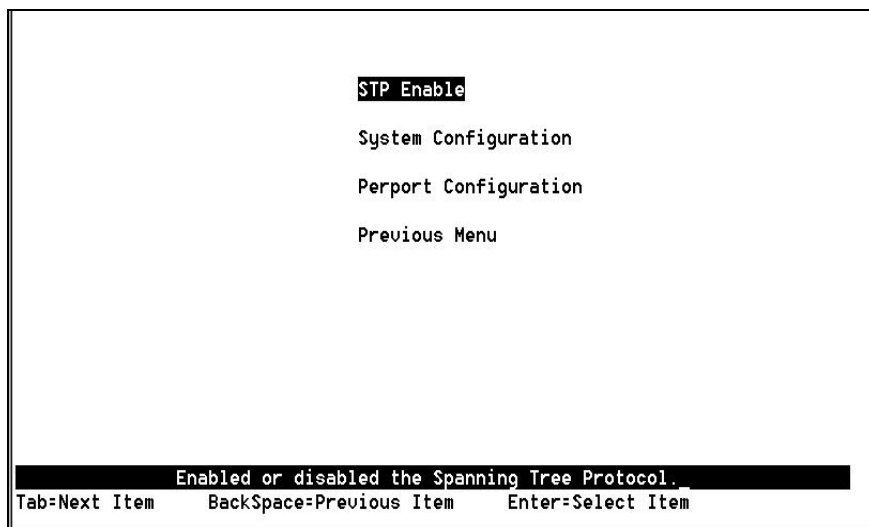 STP Enable
System Configuration
Perport Configuration
Previous Menu
Enabled or disabled the Spanning Tree Protocol._
Tab=Next Item BackSpace=Previous Item Enter=Select Item